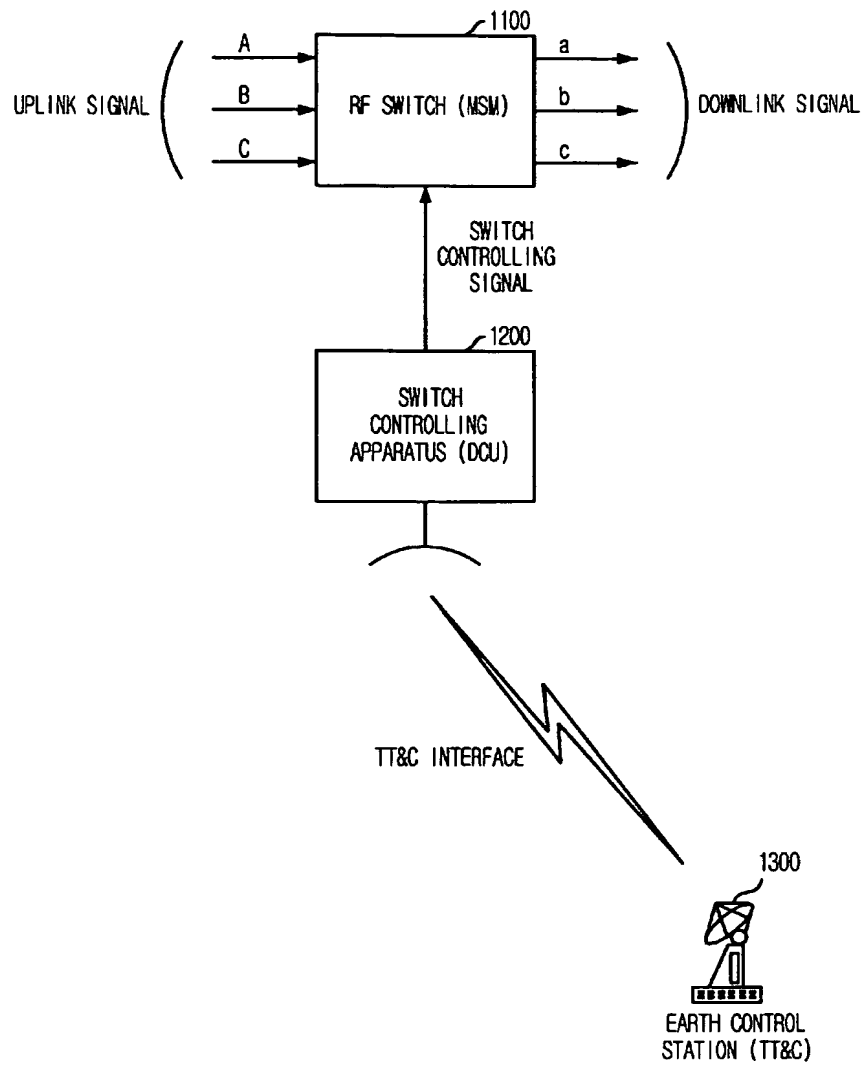 1100
A
a
UPLINK SIGNAL
B
RF SWITCH (MSM)
b
DOWNLINK SIGNAL
C
c
SWITCH
CONTROLLING
SIGNAL
1200
SWITCH
CONTROLLING
APPARATUS (DCU)
TT&C INTERFACE
1300
EARTH CONTROL
STATION (TT&C)